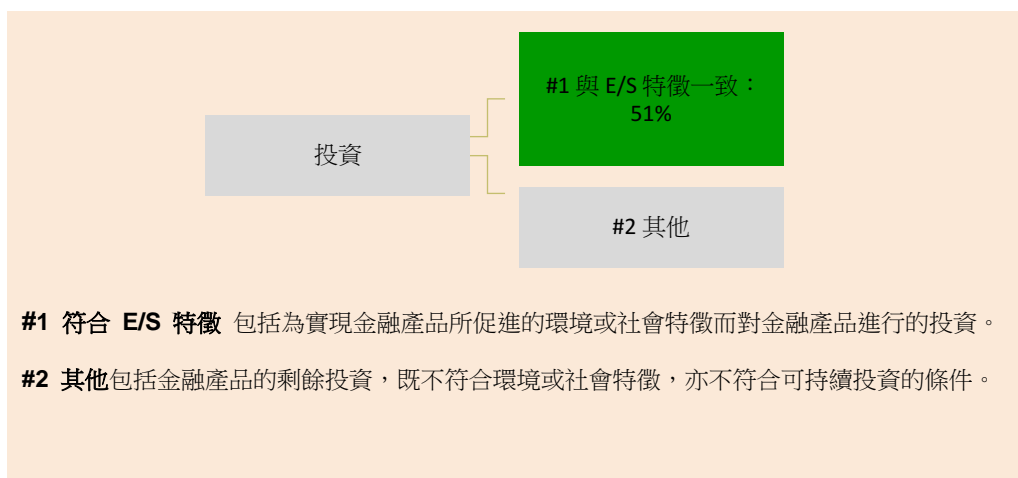 #1 與 E/S 特徵一致：
51%
投資
#2 其他
#1 符合 E/S 特徵 包括為實現金融產品所促進的環境或社會特徵而對金融產品進行的投資。
#2 其他包括金融產品的剩餘投資，既不符合環境或社會特徵，亦不符合可持續投資的條件。